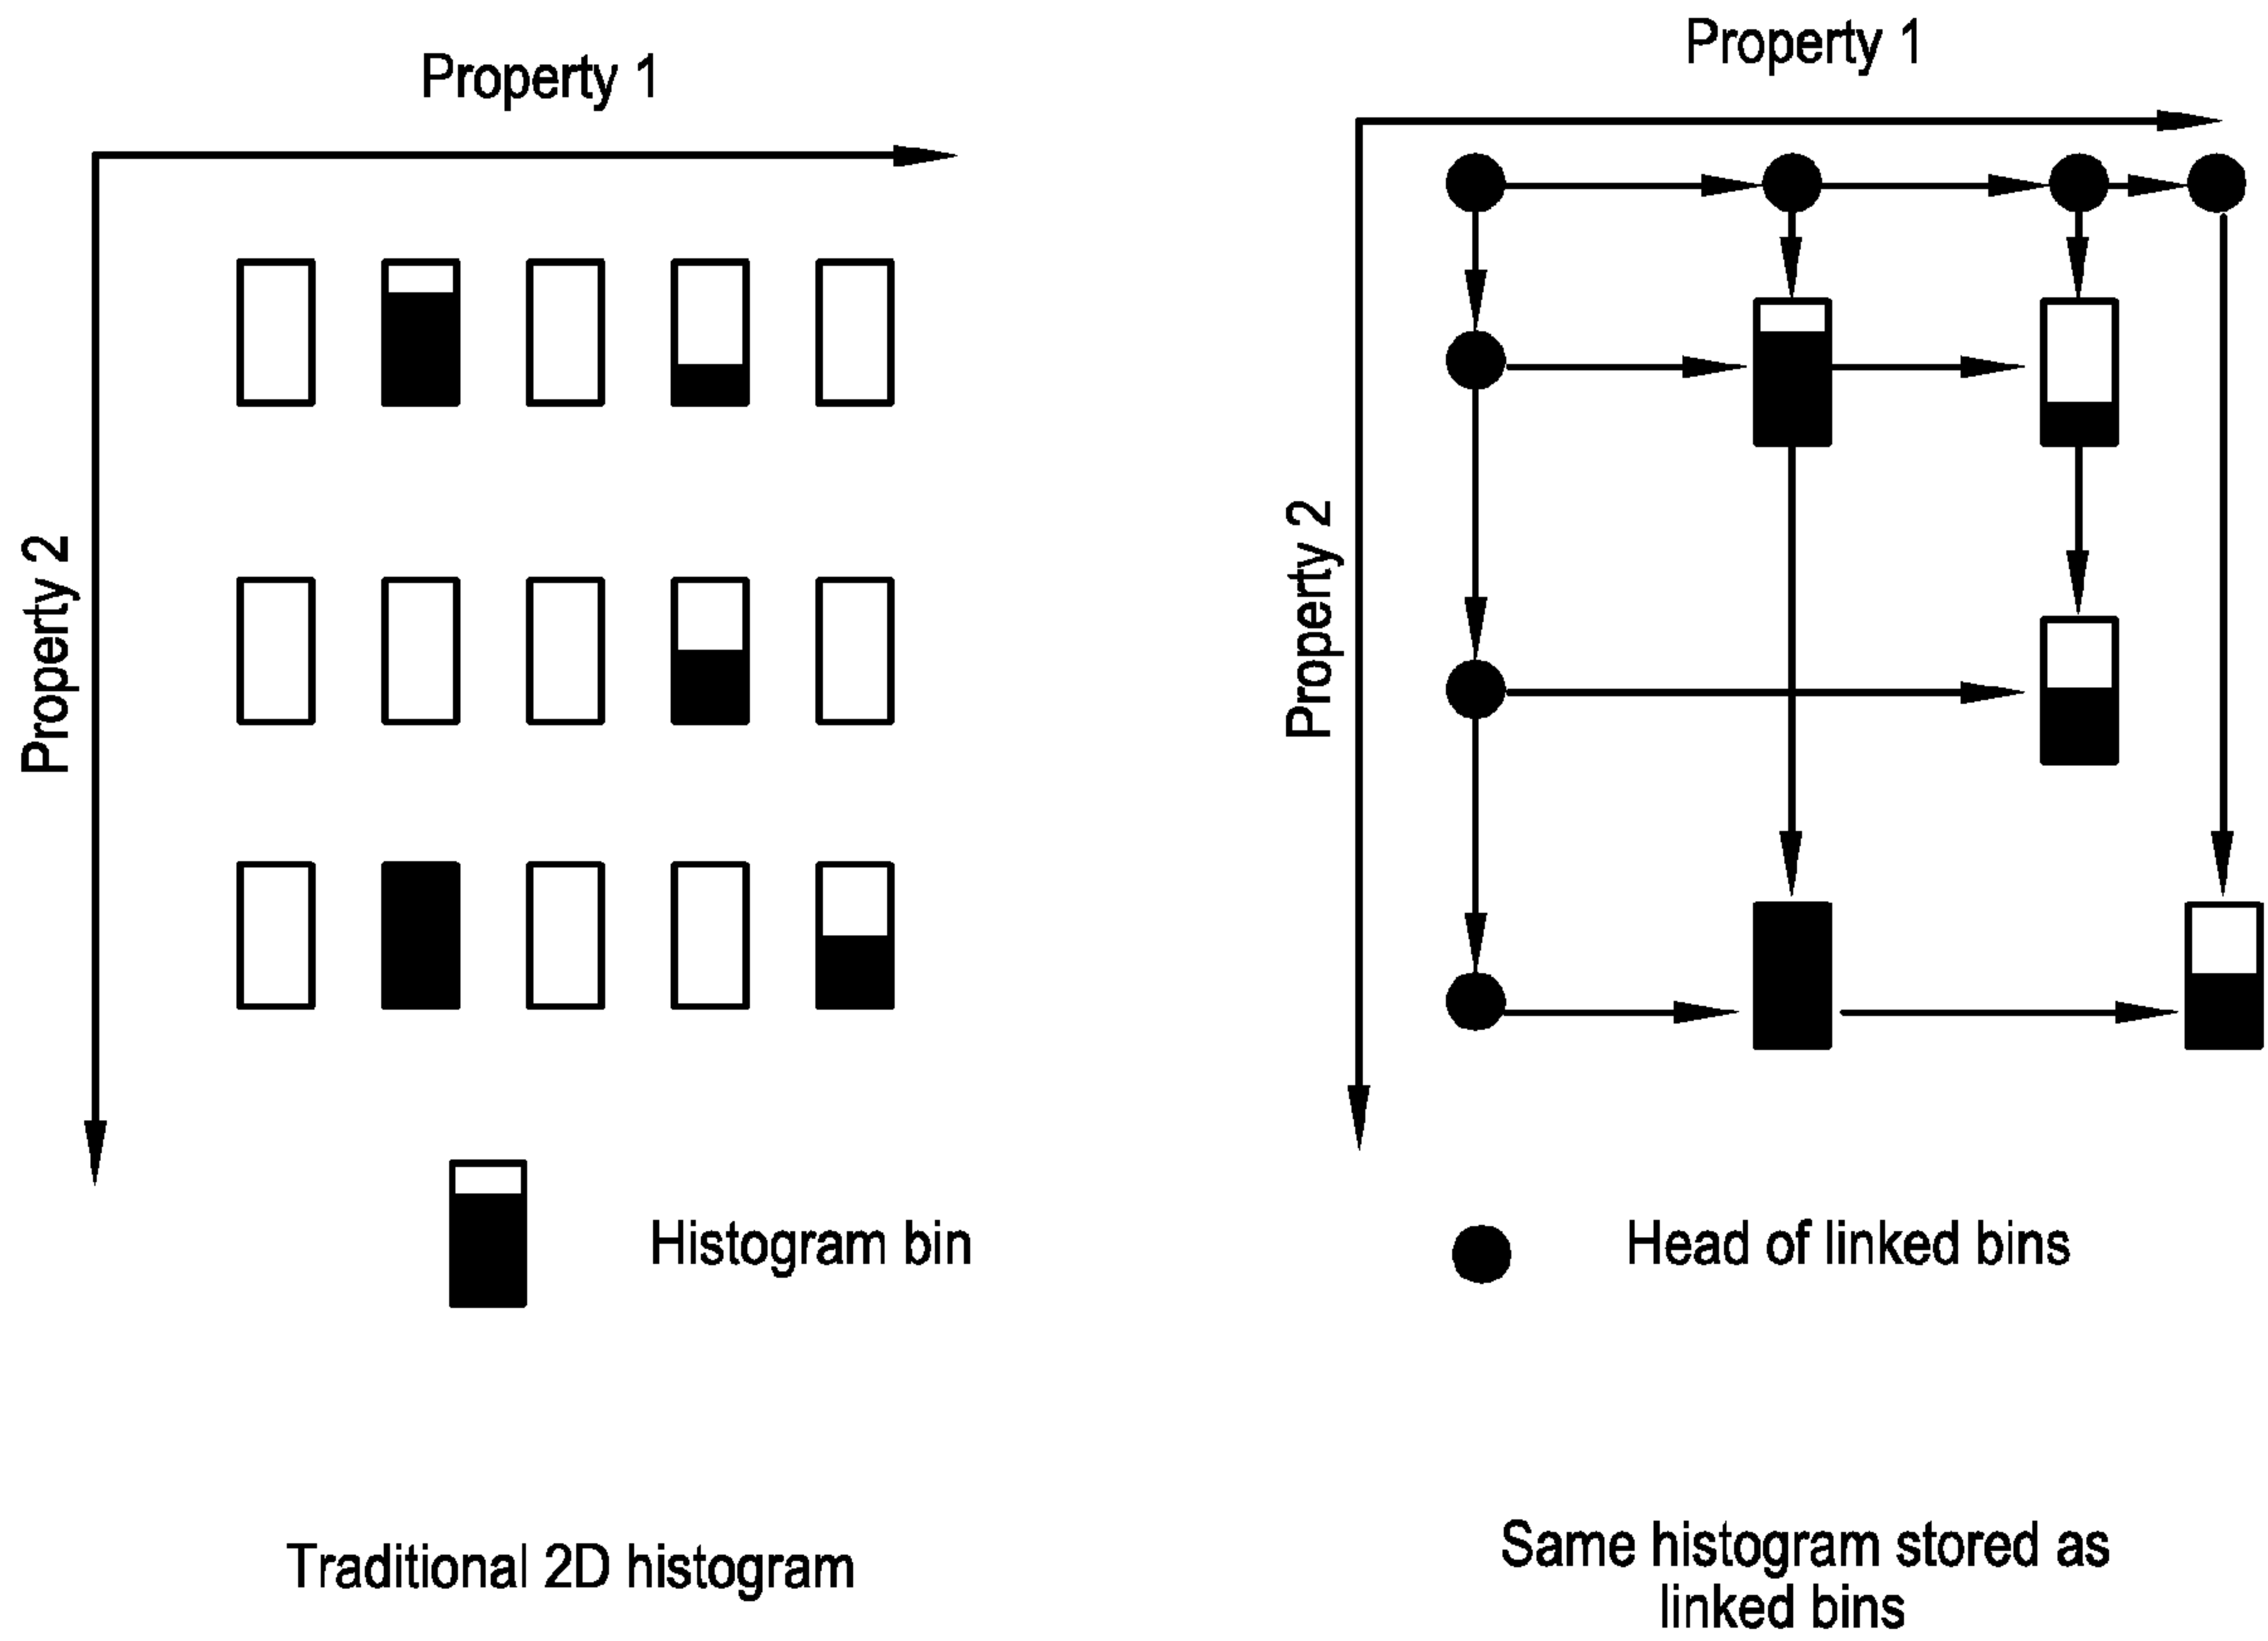 Property 1
Property 2
Histogram bin
Traditional 2D histogram
Property 1
Property 2
Head of linked bins
Same histogram stored as
linked bins